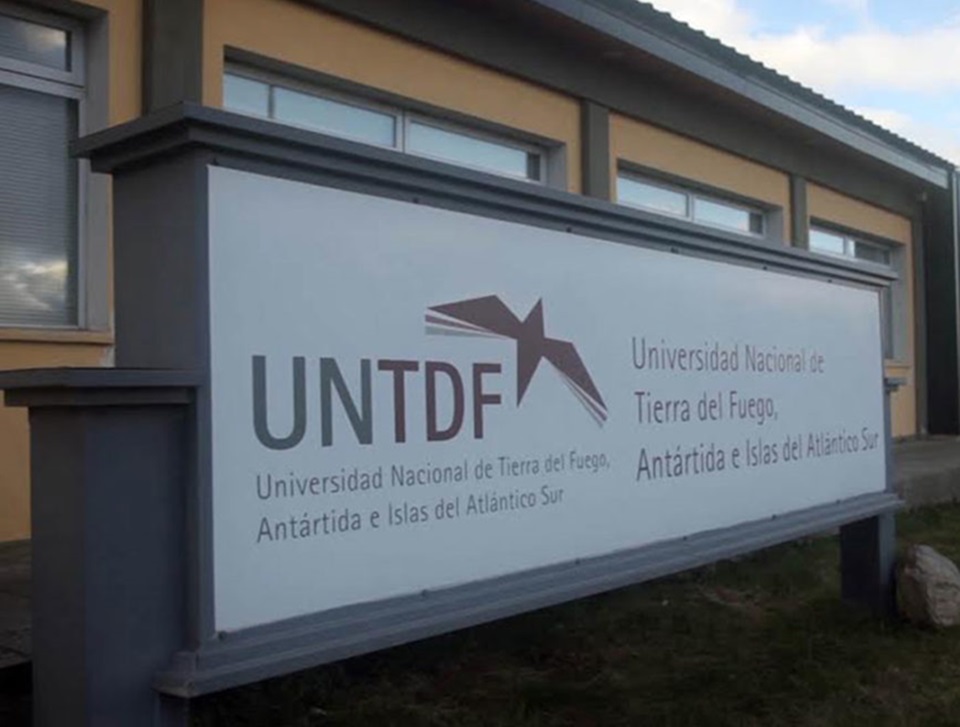 UNTDF
Universidad Nacional de Tierra del Fuego,
Antártida e Islas del Atlántico Sur
Universidad Nacional de
Tierra del Fuego,
Antártida e Islas del Atlàntico Sur